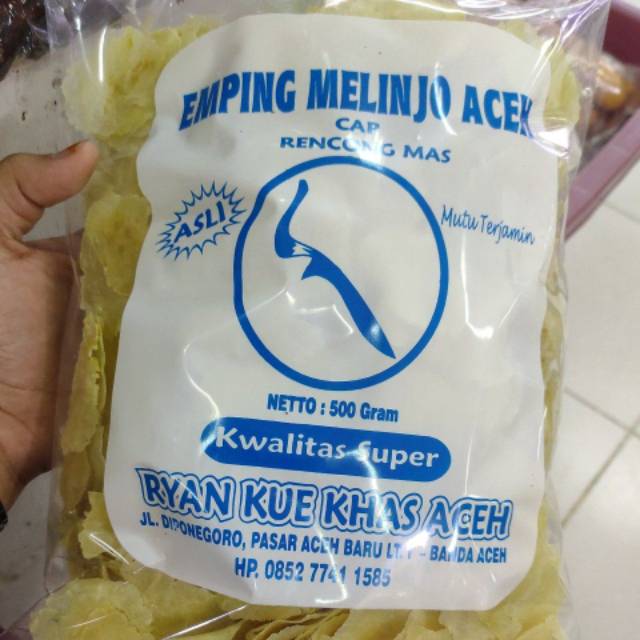 EMPING MELINJO ACEH
CAP
RENCONG MAS
ASLI
Mutu Terjamin
NETTO : 500 Gram
Kwalitas Super
RYAN KUE KHAS ACEH
JL. DIPONEGORO, PASAR ACEH BARU BANDA ACEH
HP. 0852 7741 1585